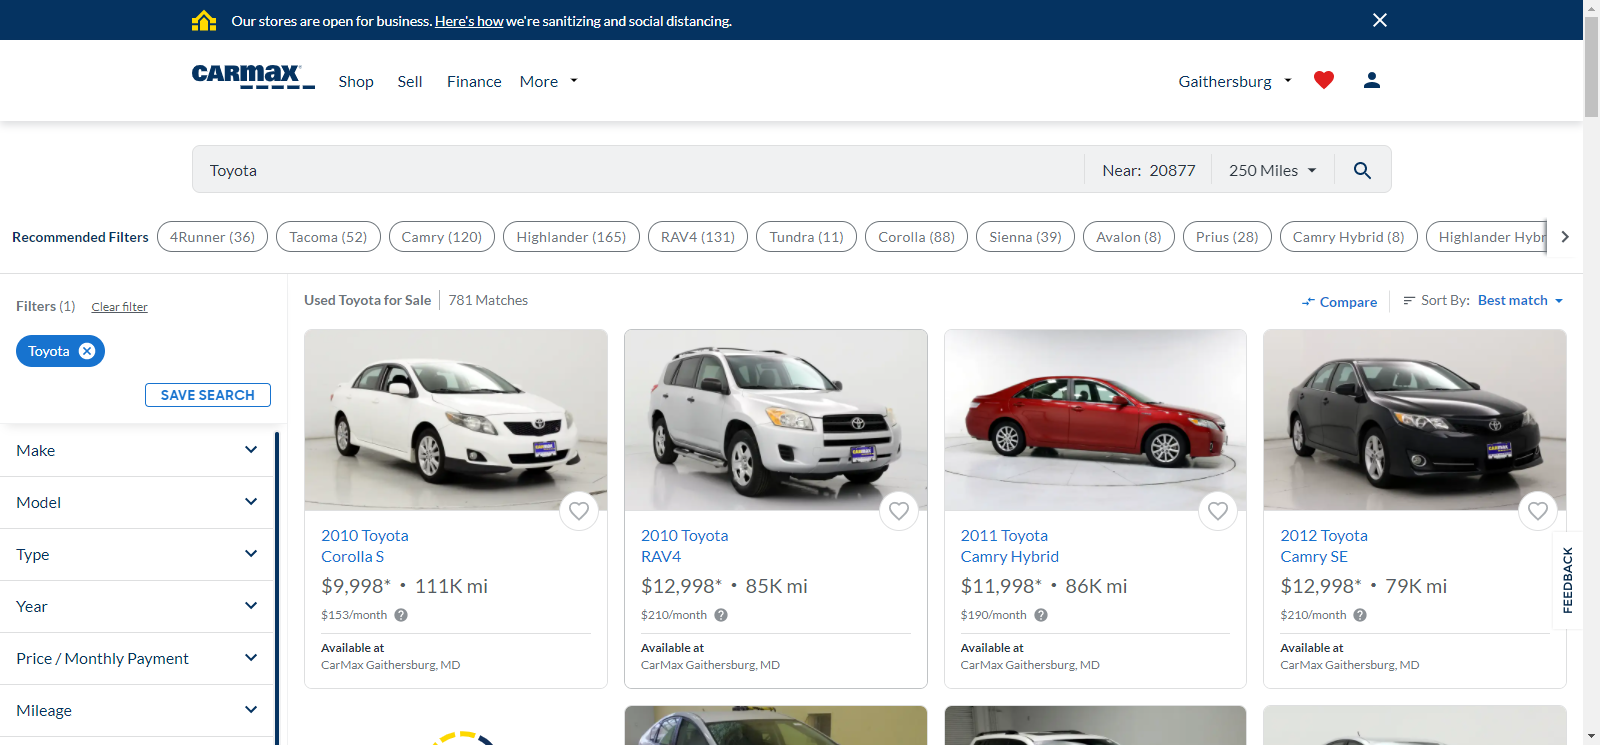 Our stores are open for business. Here's how we're sanitizing and social distancing.
CARMAX
Shop
Sell
Finance
More
Gaithersburg
Toyota
Near: 20877
250 Miles
Recommended Filters
4Runner (36)
Tacoma (52)
Camry (120)
Highlander (165)
RAV4 (131)
Tundra (11)
Corolla (88)
Sienna (39)
Avalon (8)
Prius (28)
Camry Hybrid (8)
Highlander Hybr
Filters (1)
Clear filter
Toyota
SAVE SEARCH
Make
Model
Type
Year
Price / Monthly Payment
Mileage
Used Toyota for Sale
781 Matches
Compare
Sort By: Best match
2010 Toyota
Corolla S
$9,998* • 111K mi
$153/month
Available at
CarMax Gaithersburg, MD
2010 Toyota
RAV4
$12,998* • 85K mi
$210/month
Available at
CarMax Gaithersburg, MD
2011 Toyota
Camry Hybrid
$11,998* • 86K mi
$190/month
Available at
CarMax Gaithersburg, MD
2012 Toyota
Camry SE
$12,998* • 79K mi
$210/month
Available at
CarMax Gaithersburg, MD
FEEDBACK